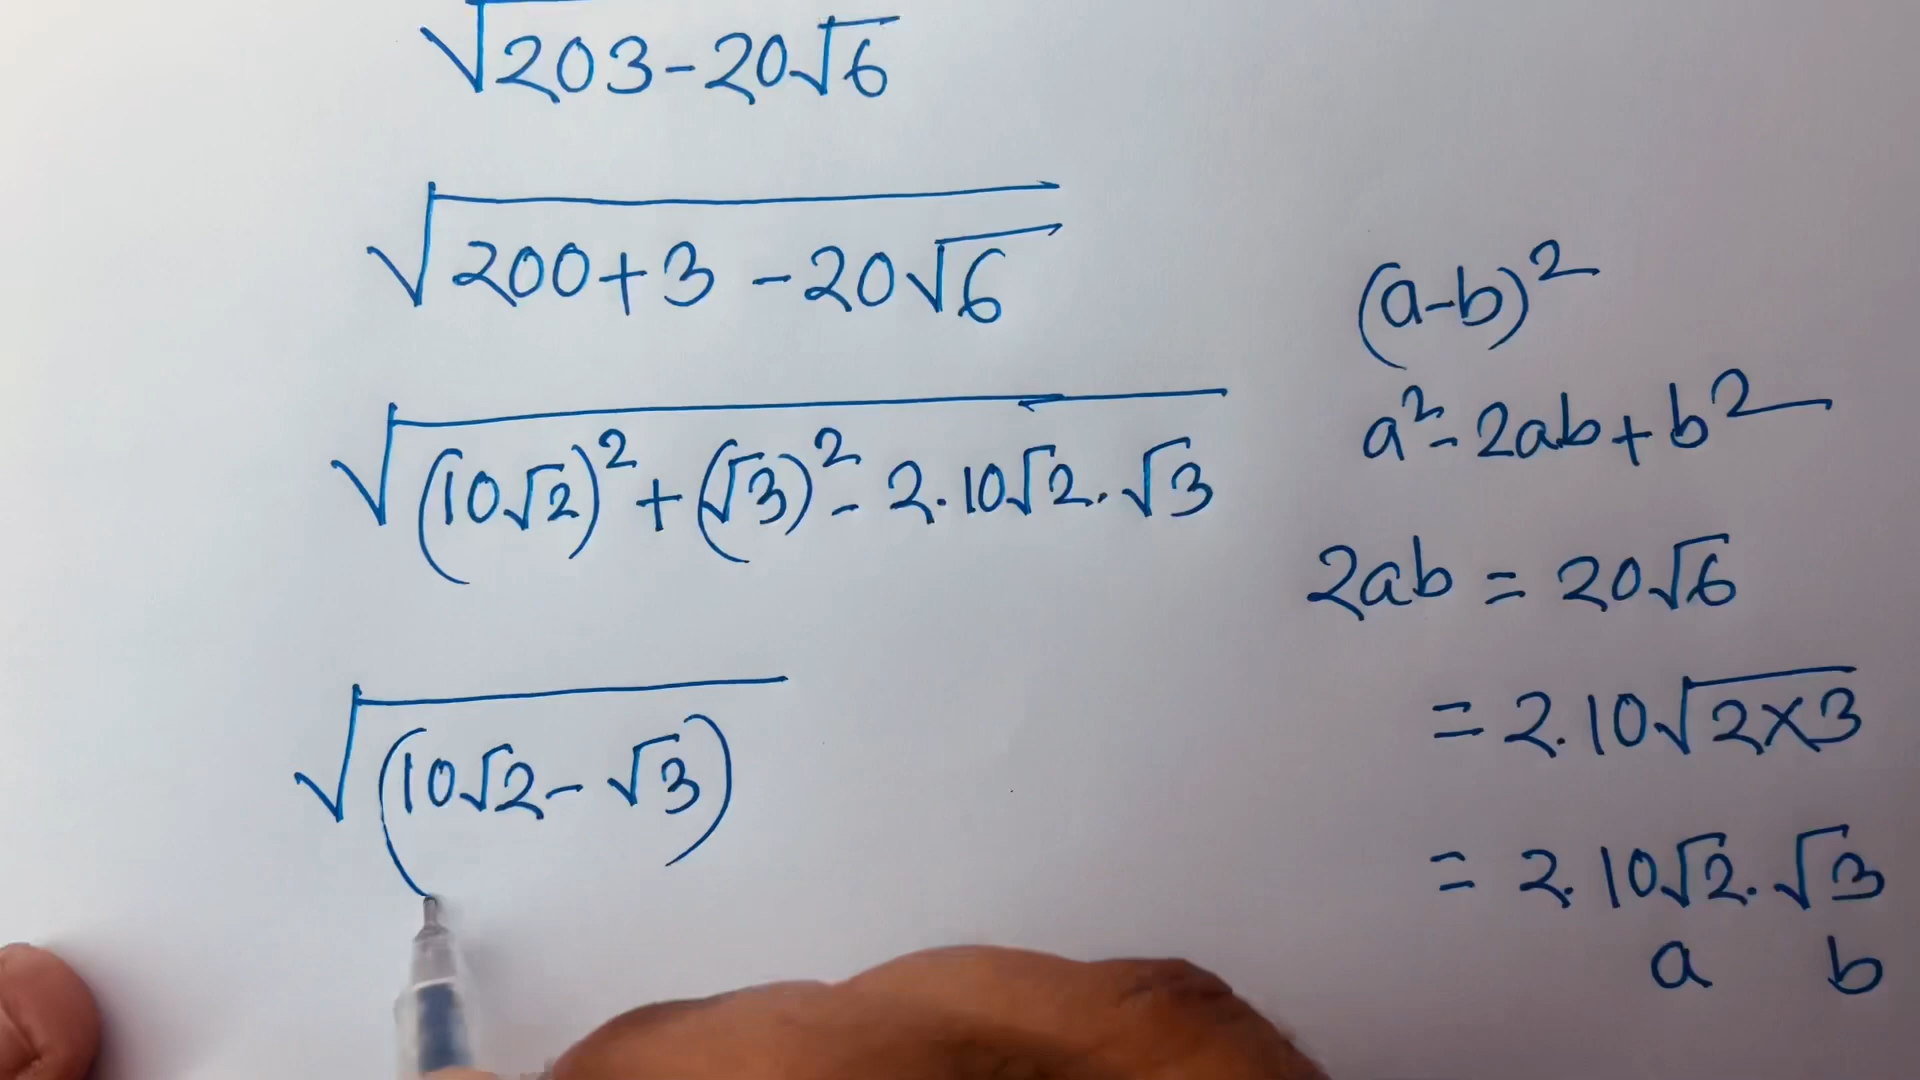 √203-20√6
√200+3-20√6
√(10√2)²+(√3)²-2.10√2.√3
√(10√2-√3)
(a-b)²
a²-2ab+b²
2ab=20√6
=2.10√2×3
=2.10√2.√3
a b